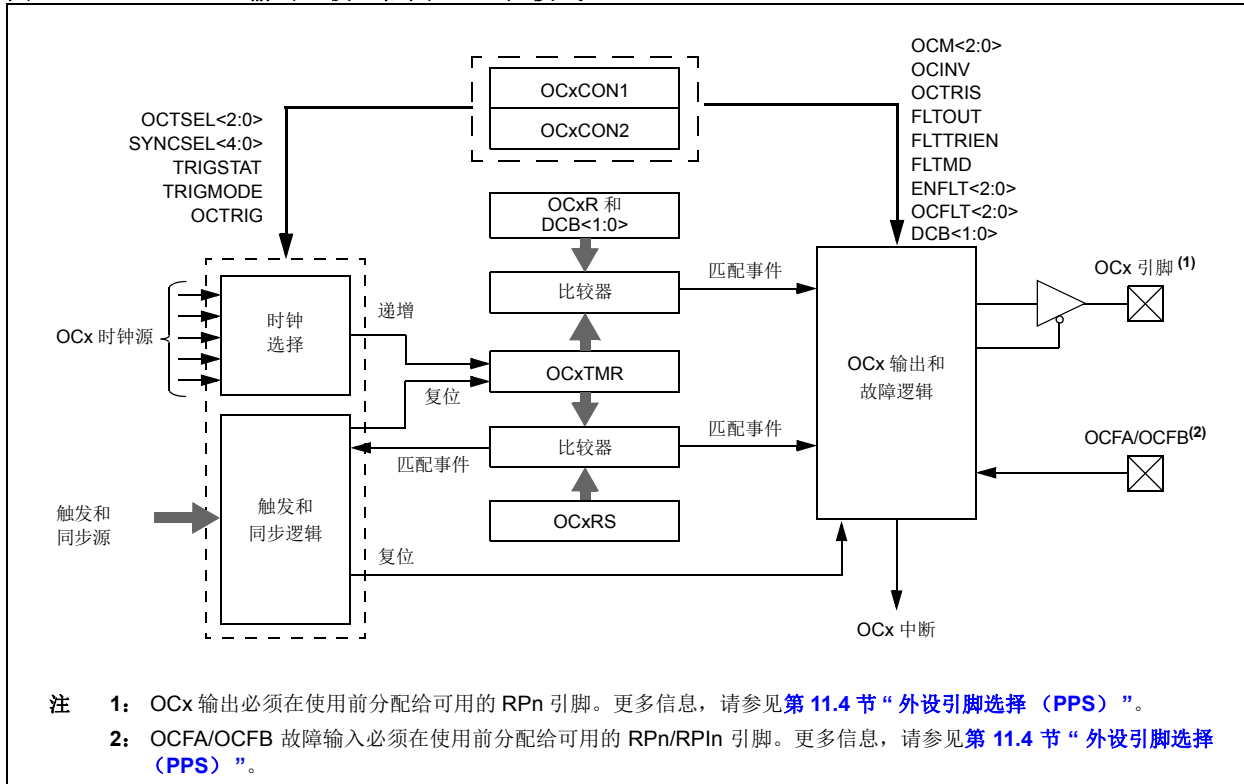 OCxCON1
OCxCON2
OCTSEL<2:0>
SYNCSEL<4:0>
TRIGSTAT
TRIGMODE
OCTRIG
OCM<2:0>
OCINV
OCTRIS
FLTOUT
FLTTRIEN
FLTMD
ENFLT<2:0>
OCFLT<2:0>
DCB<1:0>
OCxR 和
DCB<1:0>
比较器
匹配事件
OCx 引脚 (1)
OCx 时钟源
时钟
选择
递增
复位
OCxTMR
OCx 输出和
故障逻辑
比较器
匹配事件
匹配事件
OCFA/OCFB(2)
OCxRS
触发和
同步源
触发和
同步逻辑
复位
OCx 中断
注 1: OCx 输出必须在使用前分配给可用的 RPn 引脚。更多信息，请参见第 11.4 节 “ 外设引脚选择 （PPS） ”。
2: OCFA/OCFB 故障输入必须在使用前分配给可用的 RPn/RPIn 引脚。更多信息，请参见第 11.4 节 “ 外设引脚选择
（PPS） ”。